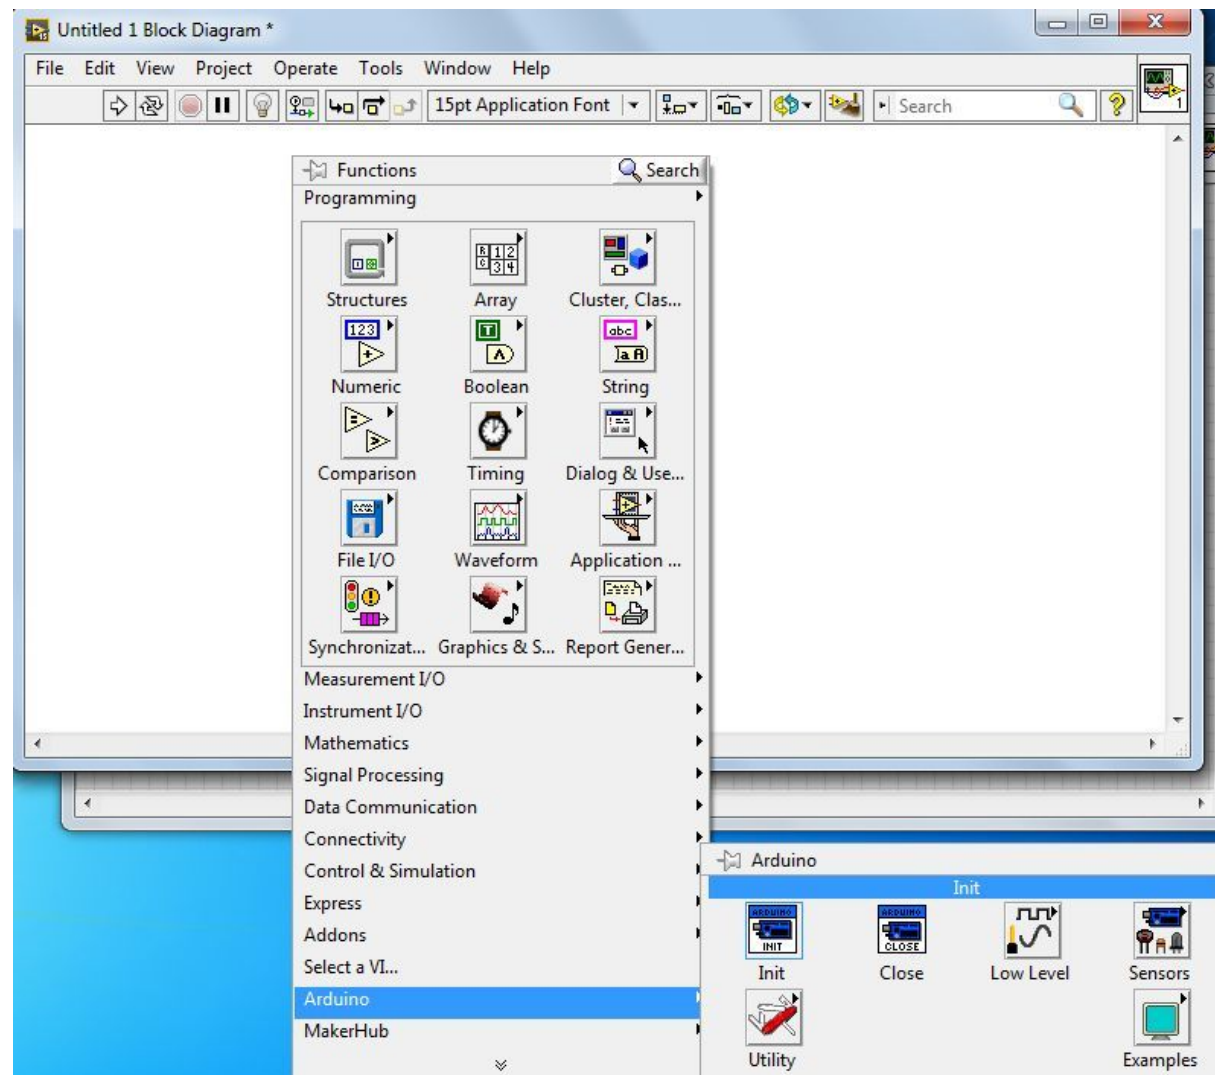 Untitled 1 Block Diagram *
File Edit View Project Operate Tools Window Help
15pt Application Font Search
Functions Search
Programming
Structures Array Cluster, Clas...
Numeric Boolean String
Comparison Timing Dialog & Use...
File I/O Waveform Application ...
Synchronizat... Graphics & S... Report Gener...
Measurement I/O
Instrument I/O
Mathematics
Signal Processing
Data Communication
Connectivity
Control & Simulation
Express
Addons
Select a VI...
Arduino
MakerHub
Arduino
Init
ARDUINO INIT ARDUINO CLOSE
Init Close Low Level Sensors
Utility Examples